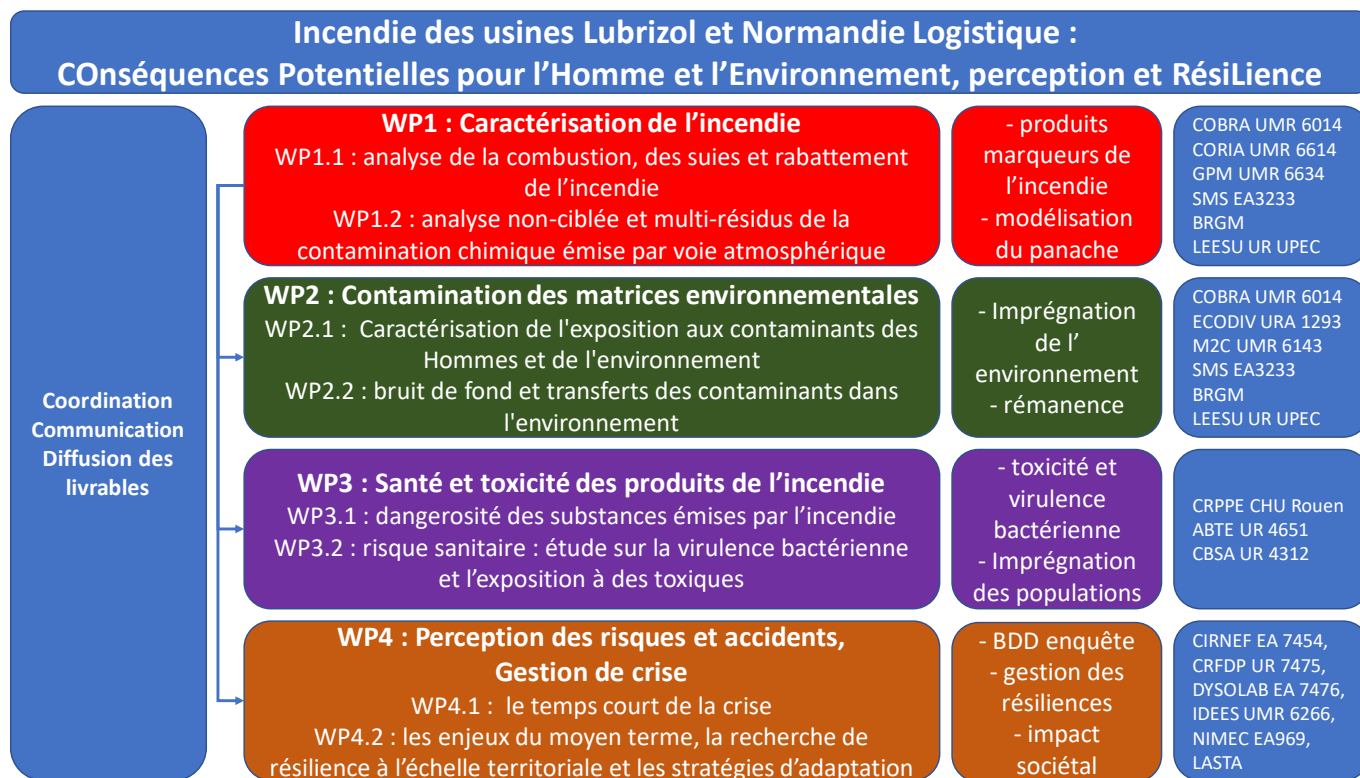 Incendie des usines Lubrizol et Normandie Logistique :
COnséquences Potentielles pour l'Homme et l'Environnement, perception et RésiLience
Coordination
Communication
Diffusion des
livrables
WP1 : Caractérisation de l'incendie
WP1.1 : analyse de la combustion, des suies et rabattement
de l'incendie
WP1.2 : analyse non-ciblée et multi-résidus de la
contamination chimique émise par voie atmosphérique
- produits
marqueurs de
l'incendie
- modélisation
du panache
COBRA UMR 6014
CORIA UMR 6614
GPM UMR 6634
SMS EA3233
BRGM
LEESU UR UPEC
WP2 : Contamination des matrices environnementales
WP2.1 : Caractérisation de l'exposition aux contaminants des
Hommes et de l'environnement
WP2.2 : bruit de fond et transferts des contaminants dans
l'environnement
- Imprégnation
de l'
environnement
- rémanence
COBRA UMR 6014
ECODIV URA 1293
M2C UMR 6143
SMS EA3233
BRGM
LEESU UR UPEC
WP3 : Santé et toxicité des produits de l'incendie
WP3.1 : dangerosité des substances émises par l'incendie
WP3.2 : risque sanitaire : étude sur la virulence bactérienne
et l'exposition à des toxiques
- toxicité et
virulence
bactérienne
- Imprégnation
des populations
CRPPE CHU Rouen
ABTE UR 4651
CBSA UR 4312
WP4 : Perception des risques et accidents,
Gestion de crise
WP4.1 : le temps court de la crise
WP4.2 : les enjeux du moyen terme, la recherche de
résilience à l'échelle territoriale et les stratégies d'adaptation
- BDD enquête
- gestion des
résiliences
- impact
sociétal
CIRNEF EA 7454,
CRFDP UR 7475,
DYSOLAB EA 7476,
IDEES UMR 6266,
NIMEC EA969,
LASTA